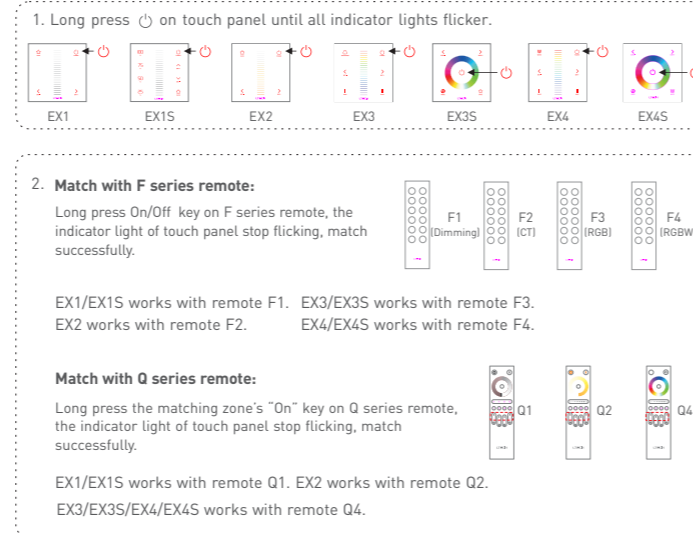 1. Long press on touch panel until all indicator lights flicker.
EX1 EX1S EX2 EX3 EX3S EX4 EX4S
2. Match with F series remote:
Long press On/Off key on F series remote, the
indicator light of touch panel stop flicking, match
successfully.
F1 (Dimming) F2 (CT) F3 (RGB) F4 (RGBW
EX1/EX1S works with remote F1. EX3/EX3S works with remote F3.
EX2 works with remote F2. EX4/EX4S works with remote F4.
Match with Q series remote:
Long press the matching zone's "On" key on Q series remote,
the indicator light of touch panel stop flicking, match
successfully.
Q1 Q2 Q4
EX1/EX1S works with remote Q1. EX2 works with remote Q2.
EX3/EX3S/EX4/EX4S works with remote Q4.